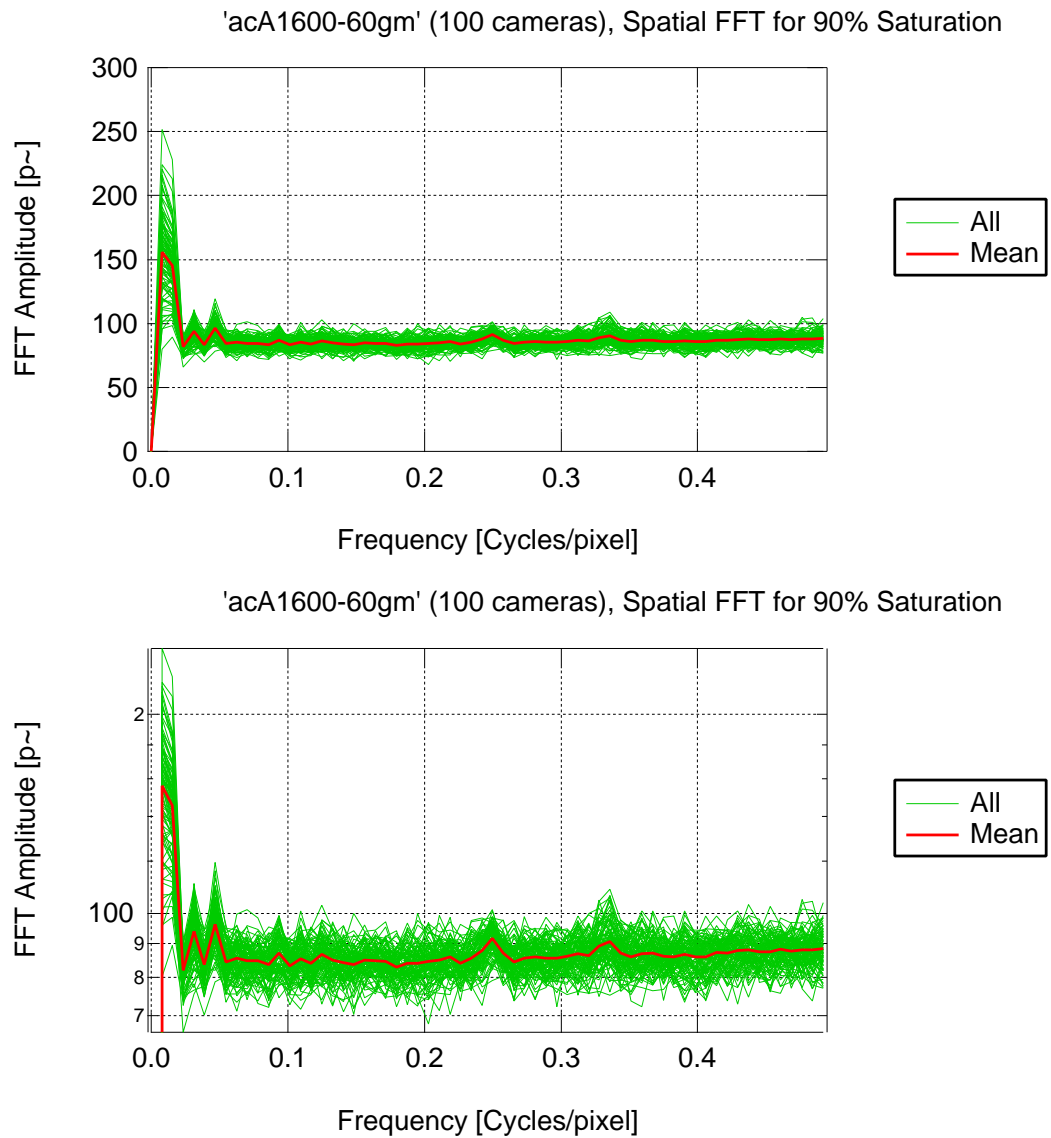 'acA1600-60gm' (100 cameras), Spatial FFT for 90% Saturation
300
250
200
150
100
50
0
0.0 0.1 0.2 0.3 0.4
FFT Amplitude [p~]
Frequency [Cycles/pixel]
All
Mean
'acA1600-60gm' (100 cameras), Spatial FFT for 90% Saturation
2
100
9
8
7
0.0 0.1 0.2 0.3 0.4
FFT Amplitude [p~]
Frequency [Cycles/pixel]
All
Mean